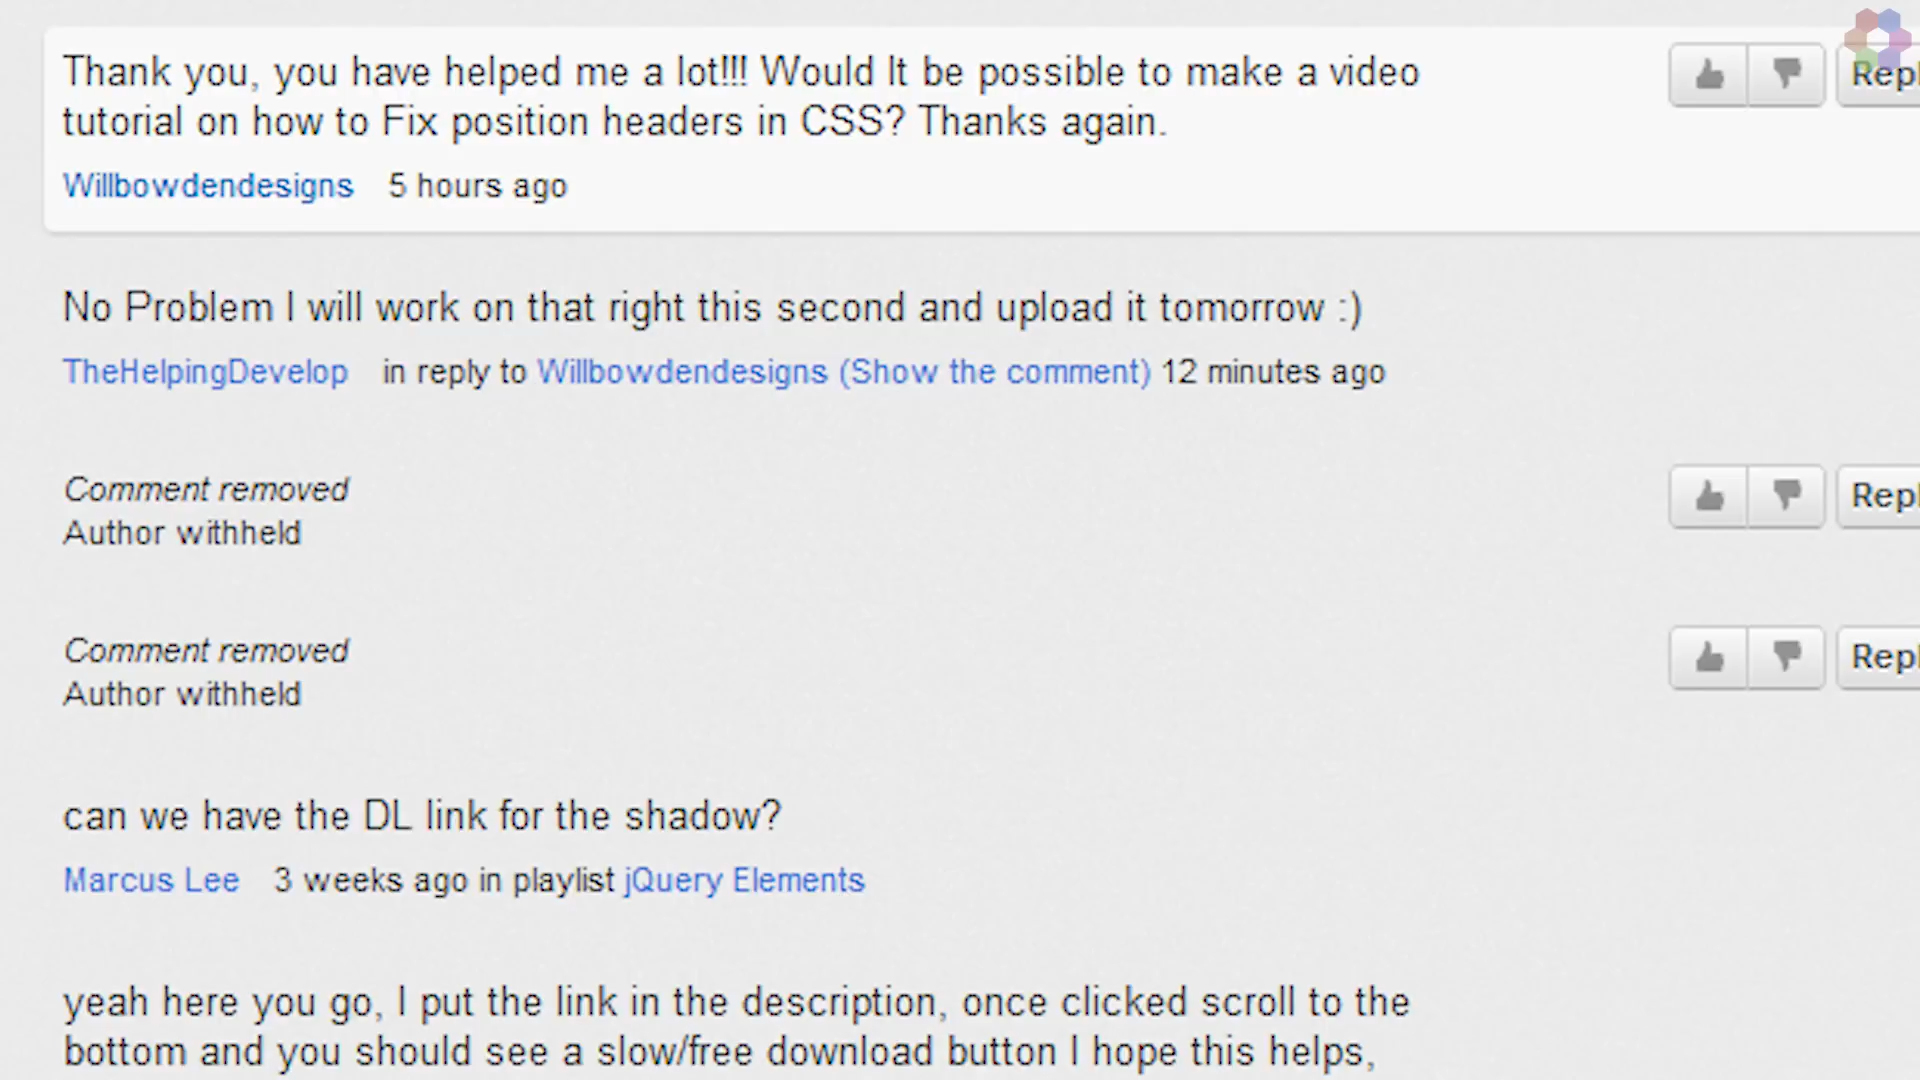 Thank you, you have helped me a lot!!! Would It be possible to make a video
tutorial on how to Fix position headers in CSS? Thanks again.
Willbowdendesigns 5 hours ago
No Problem I will work on that right this second and upload it tomorrow :)
TheHelpingDevelop in reply to Willbowdendesigns (Show the comment) 12 minutes ago
Comment removed
Author withheld
Comment removed
Author withheld
can we have the DL link for the shadow?
Marcus Lee 3 weeks ago in playlist jQuery Elements
yeah here you go, I put the link in the description, once clicked scroll to the
bottom and you should see a slow/free download button I hope this helps,